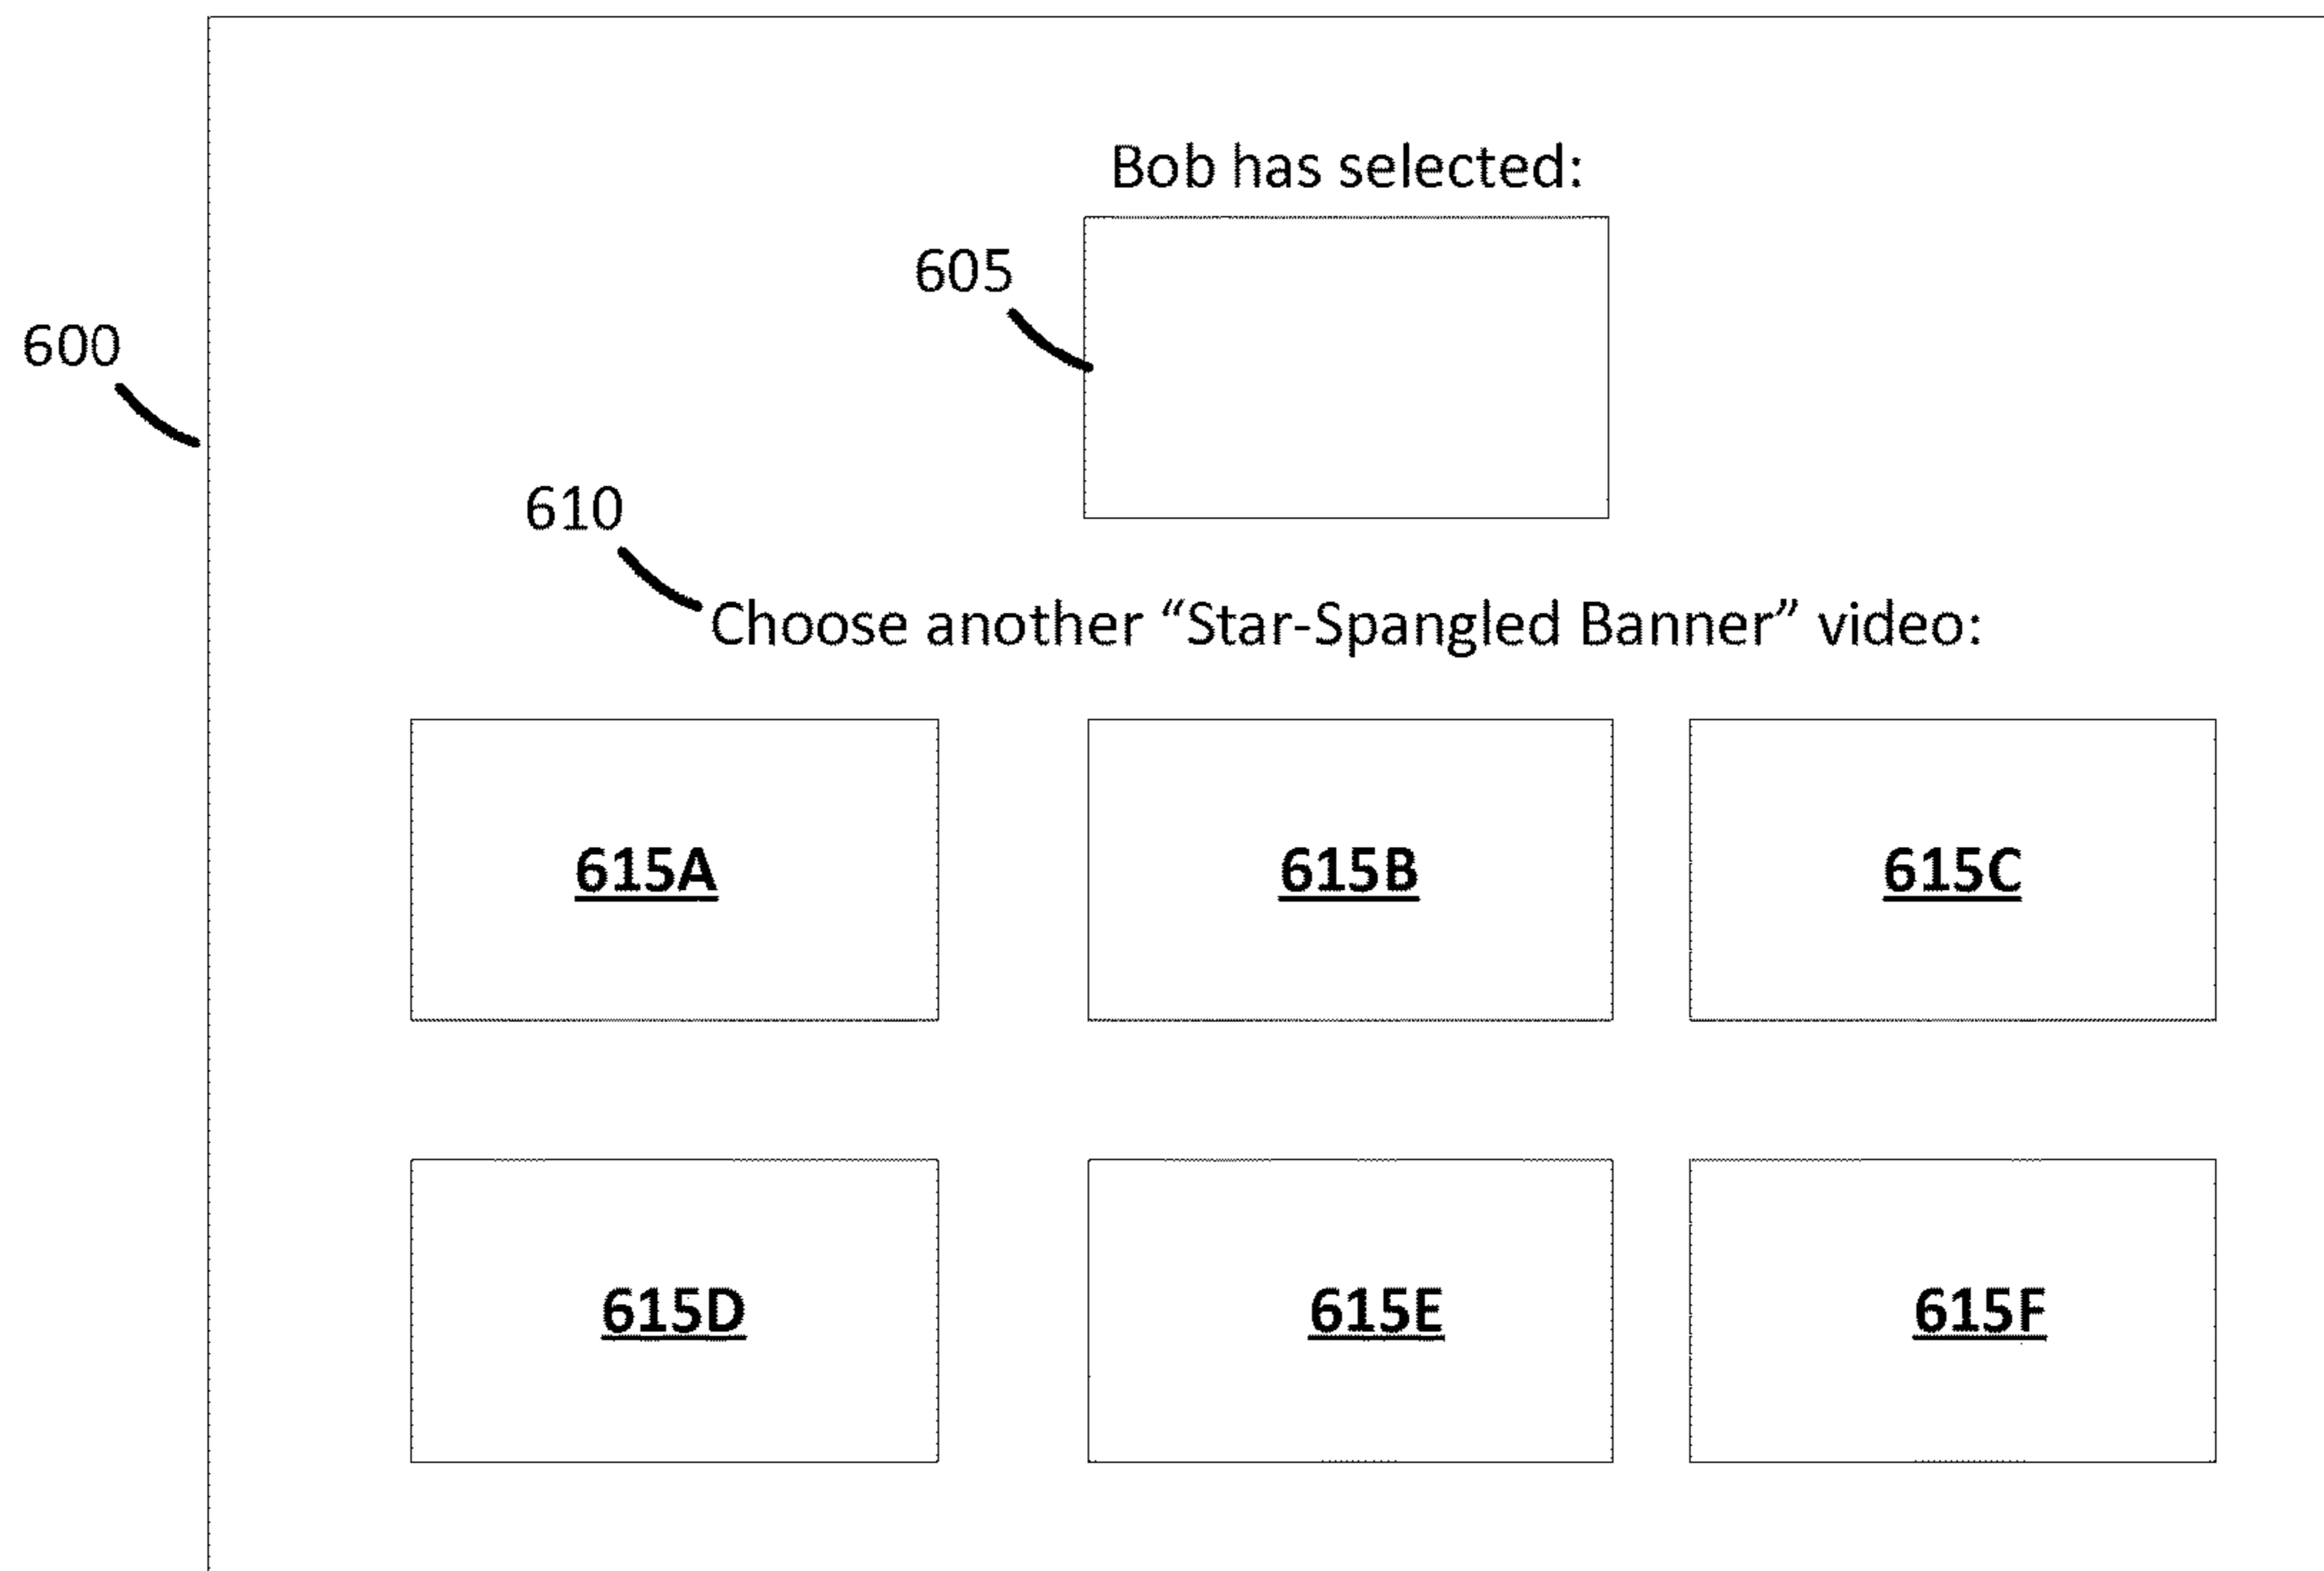 Bob has selected:
605
600
610
Choose another “Star-Spangled Banner” video:
615A
615B
615C
615D
615E
615F